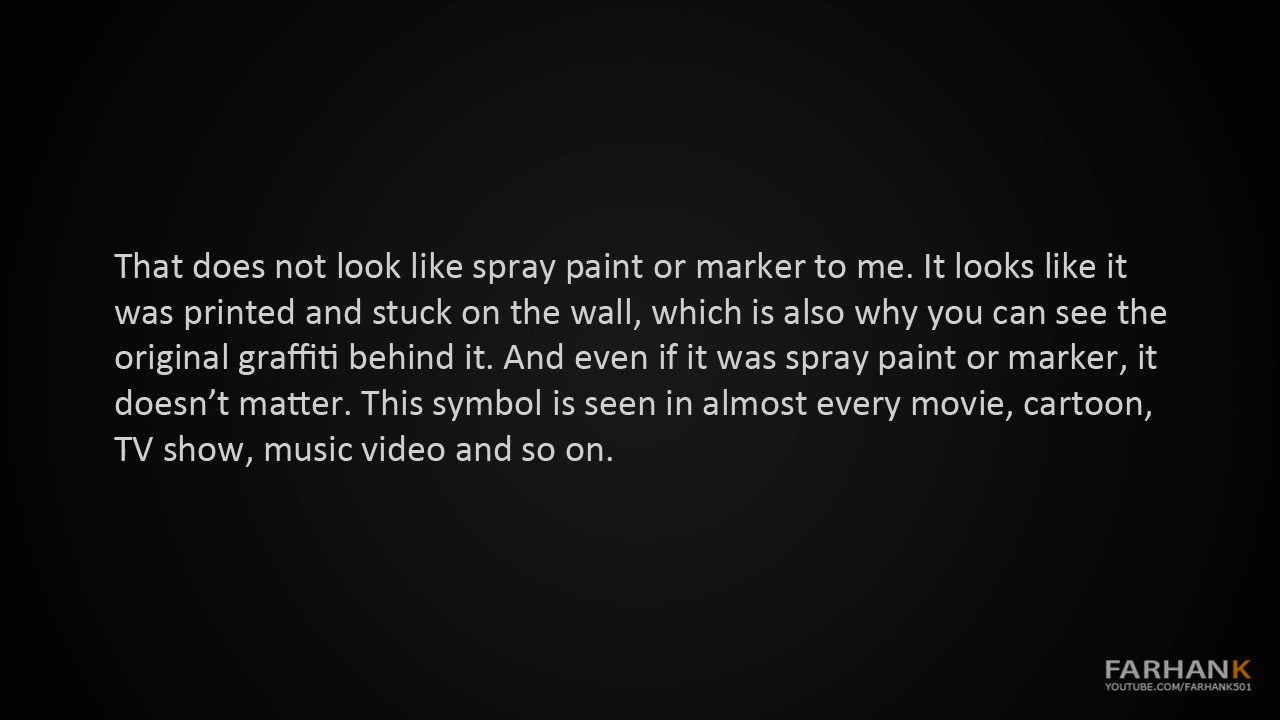 That does not look like spray paint or marker to me. It looks like it
was printed and stuck on the wall, which is also why you can see the
original graffiti behind it. And even if it was spray paint or marker, it
doesn’t matter. This symbol is seen in almost every movie, cartoon,
TV show, music video and so on.
FARHANK
YOUTUBE.COM/FARHANK501